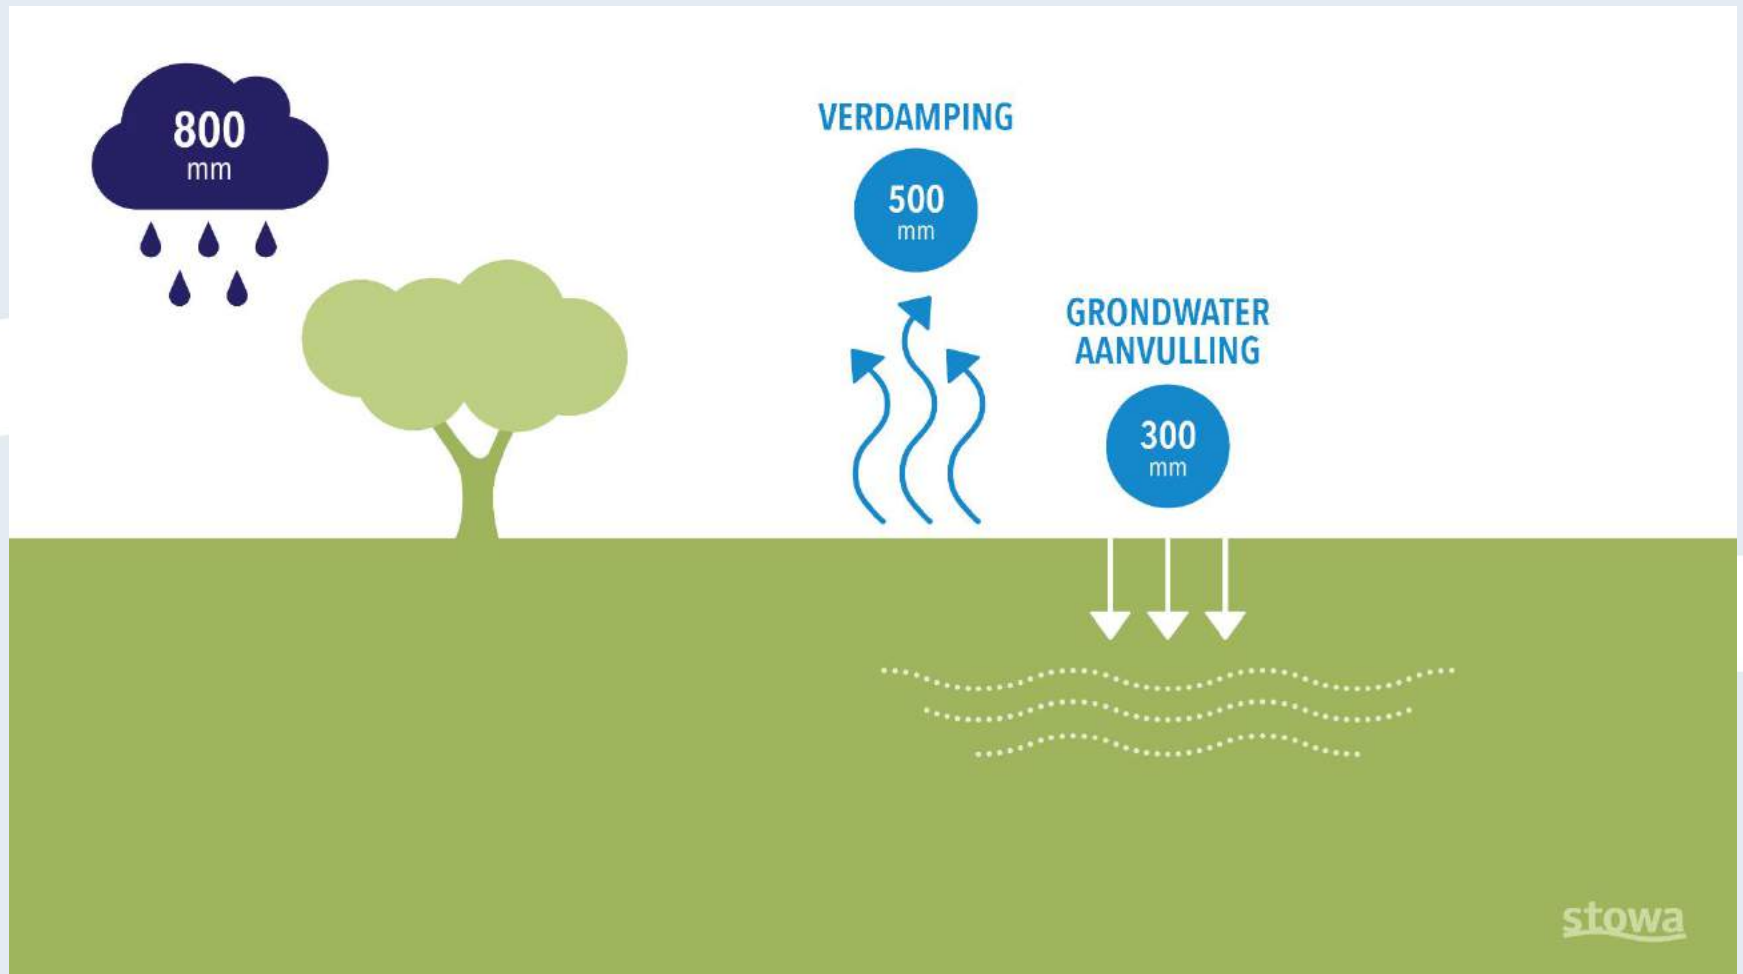 800
mm
VERDAMPING
500
mm
GRONDWATER
AANVULLING
300
mm
stowa